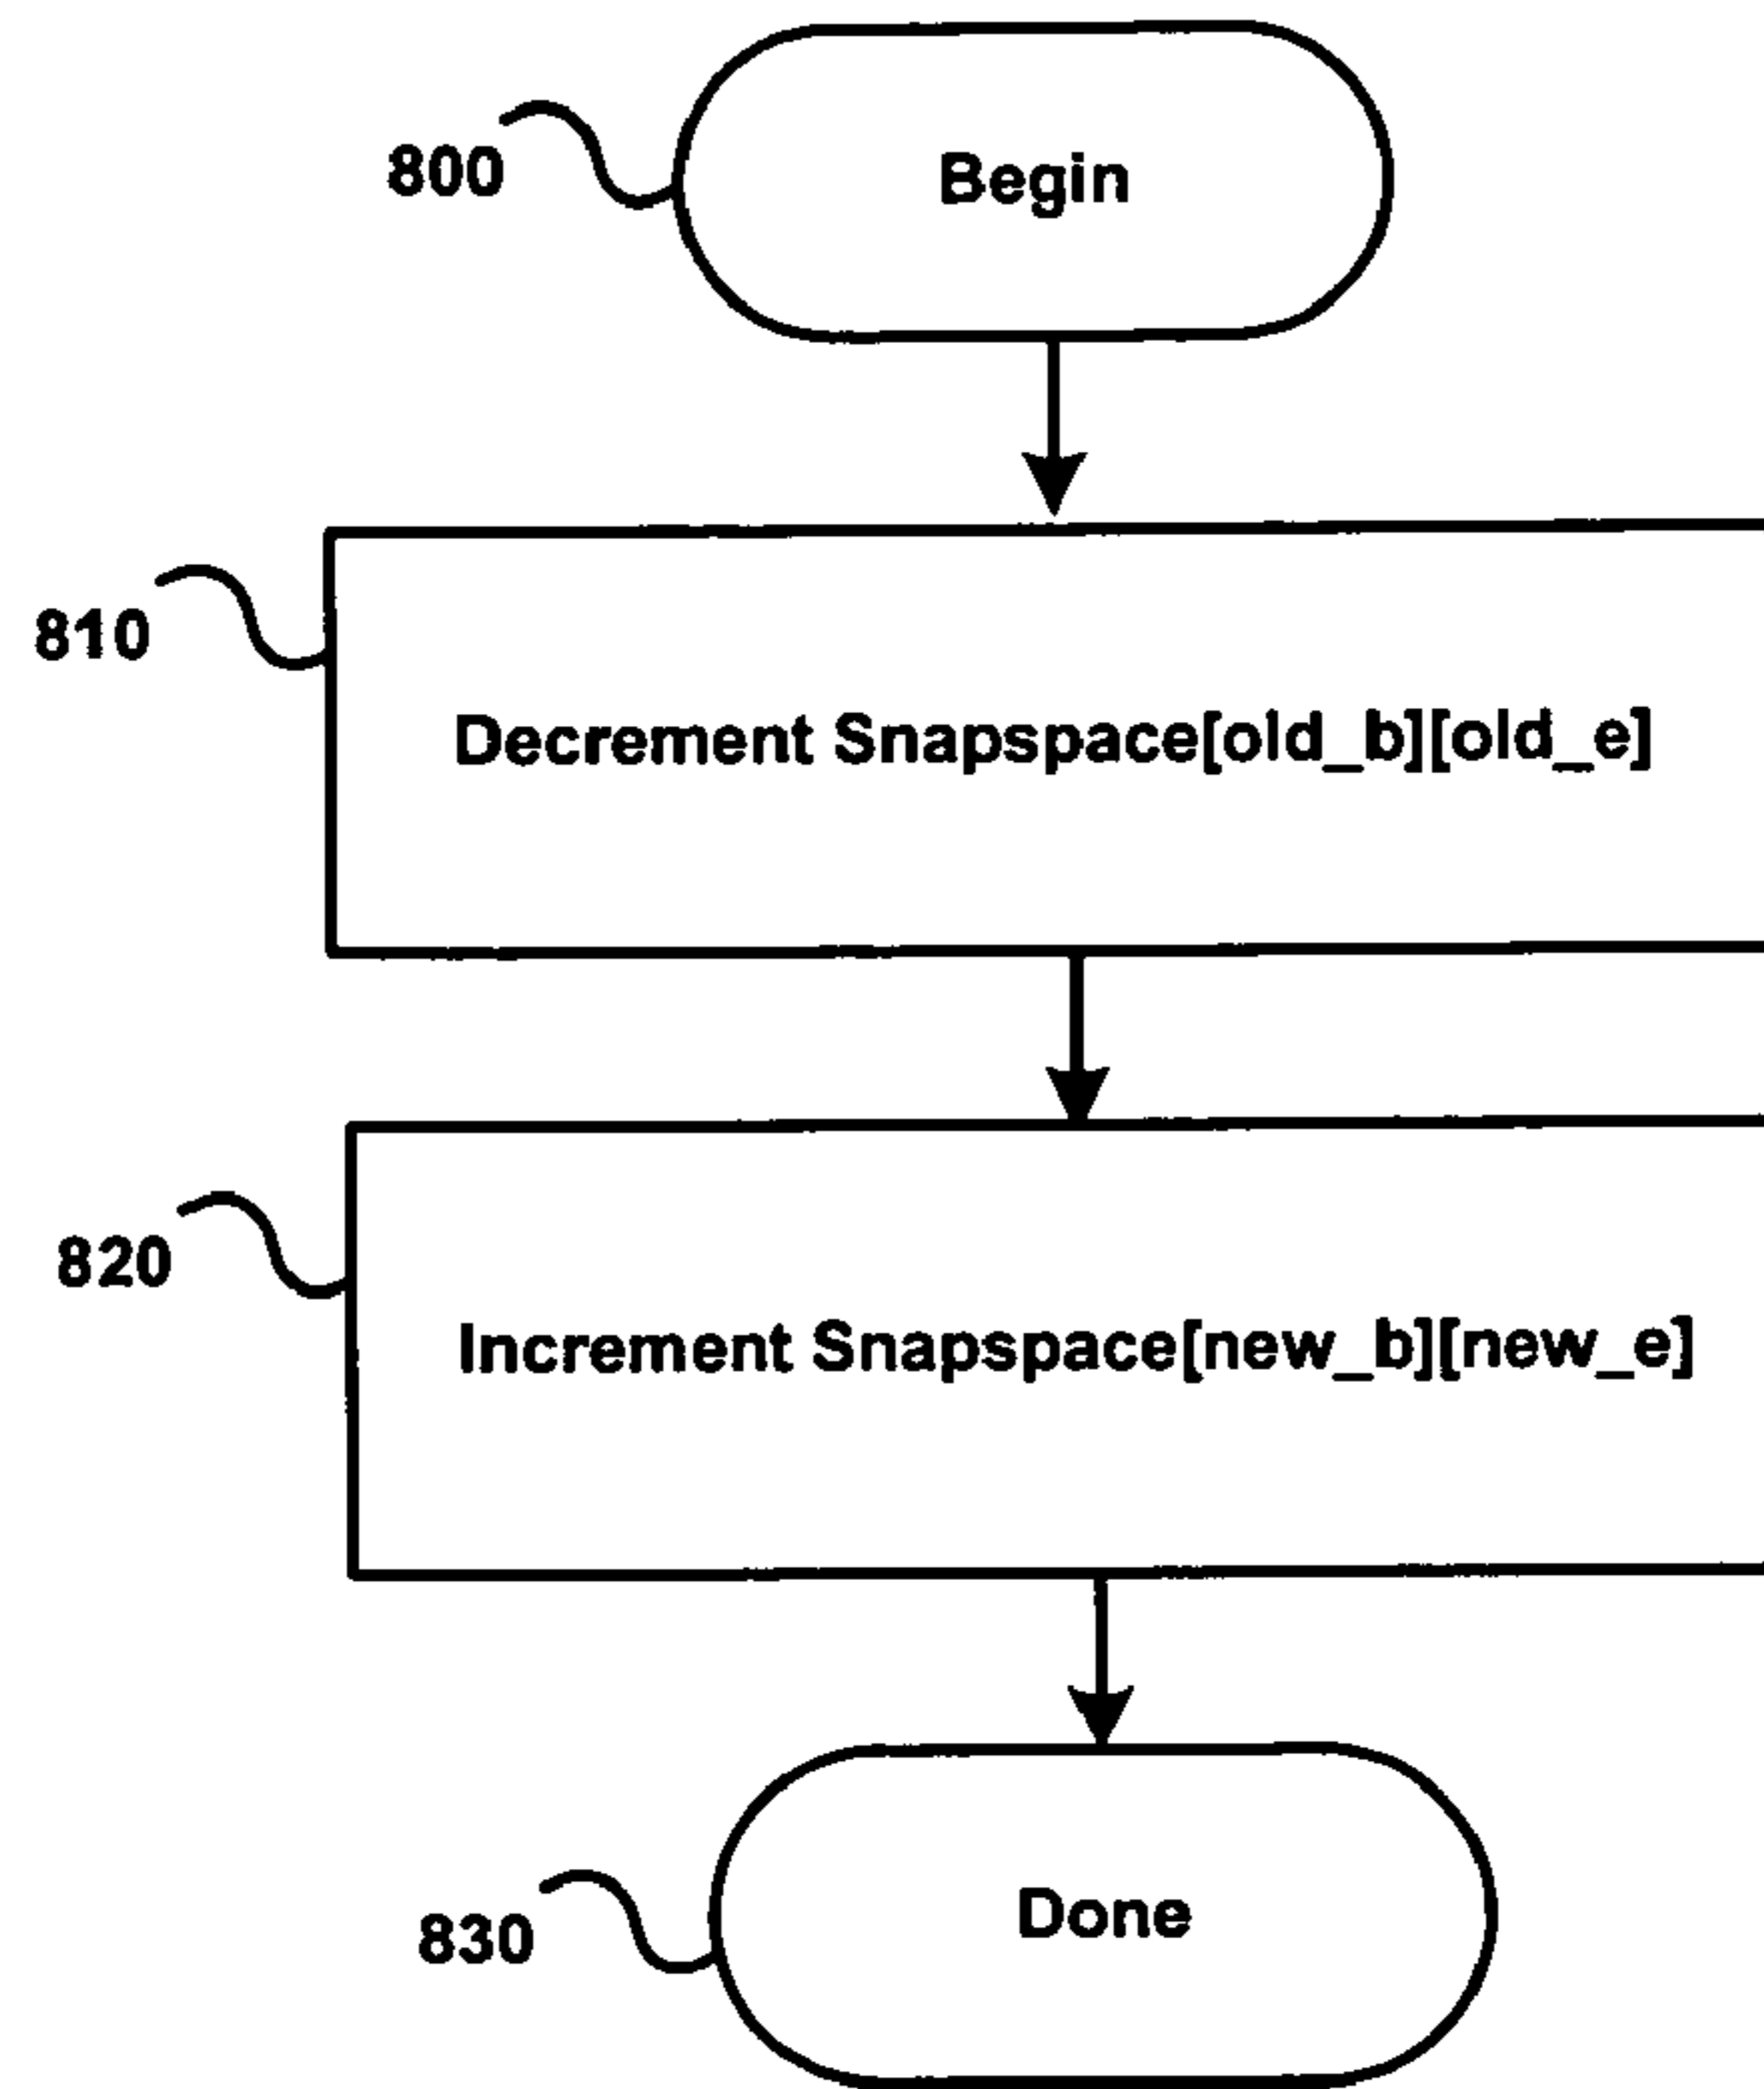 800
Begin
810
Decrement Snapspace[old_b][old_e]
820
Increment Snapspace[new_b][new_e]
830
Done